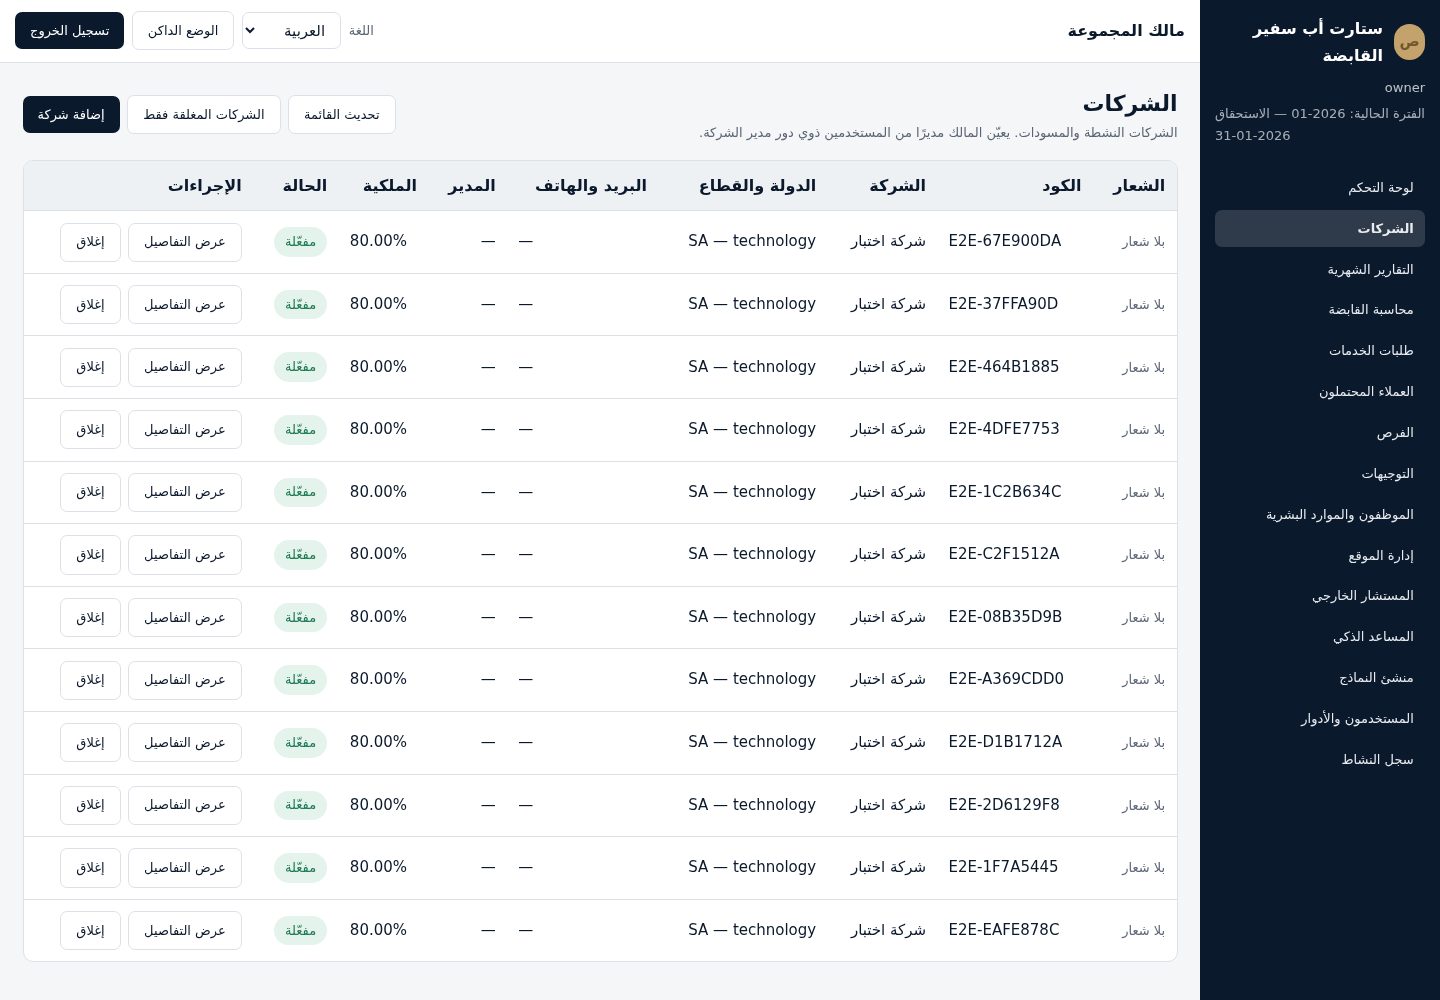 ص
ستارت أب سفير
القابضة
owner
الفترة الحالية: 2026-01 — الاستحقاق
2026-01-31
لوحة التحكم
الشركات
التقارير الشهرية
محاسبة القابضة
طلبات الخدمات
العملاء المحتملون
الفرص
التوجيهات
الموظفون والموارد البشرية
إدارة الموقع
المستشار الخارجي
المساعد الذكي
منشئ النماذج
المستخدمون والأدوار
سجل النشاط
مالك المجموعة اللغة العربية الوضع الداكن تسجيل الخروج
الشركات
الشركات النشطة والمسودات. يعيّن المالك مديرًا من المستخدمين ذوي دور مدير الشركة.
تحديث القائمة الشركات المغلقة فقط إضافة شركة
الشعار الكود الشركة الدولة والقطاع البريد والهاتف المدير الملكية الحالة الإجراءات
بلا شعار E2E-67E900DA شركة اختبار SA — technology — — 80.00% مفعّلة عرض التفاصيل إغلاق
بلا شعار E2E-37FFA90D شركة اختبار SA — technology — — 80.00% مفعّلة عرض التفاصيل إغلاق
بلا شعار E2E-464B1885 شركة اختبار SA — technology — — 80.00% مفعّلة عرض التفاصيل إغلاق
بلا شعار E2E-4DFE7753 شركة اختبار SA — technology — — 80.00% مفعّلة عرض التفاصيل إغلاق
بلا شعار E2E-1C2B634C شركة اختبار SA — technology — — 80.00% مفعّلة عرض التفاصيل إغلاق
بلا شعار E2E-C2F1512A شركة اختبار SA — technology — — 80.00% مفعّلة عرض التفاصيل إغلاق
بلا شعار E2E-08B35D9B شركة اختبار SA — technology — — 80.00% مفعّلة عرض التفاصيل إغلاق
بلا شعار E2E-A369CDD0 شركة اختبار SA — technology — — 80.00% مفعّلة عرض التفاصيل إغلاق
بلا شعار E2E-D1B1712A شركة اختبار SA — technology — — 80.00% مفعّلة عرض التفاصيل إغلاق
بلا شعار E2E-2D6129F8 شركة اختبار SA — technology — — 80.00% مفعّلة عرض التفاصيل إغلاق
بلا شعار E2E-1F7A5445 شركة اختبار SA — technology — — 80.00% مفعّلة عرض التفاصيل إغلاق
بلا شعار E2E-EAFE878C شركة اختبار SA — technology — — 80.00% مفعّلة عرض التفاصيل إغلاق